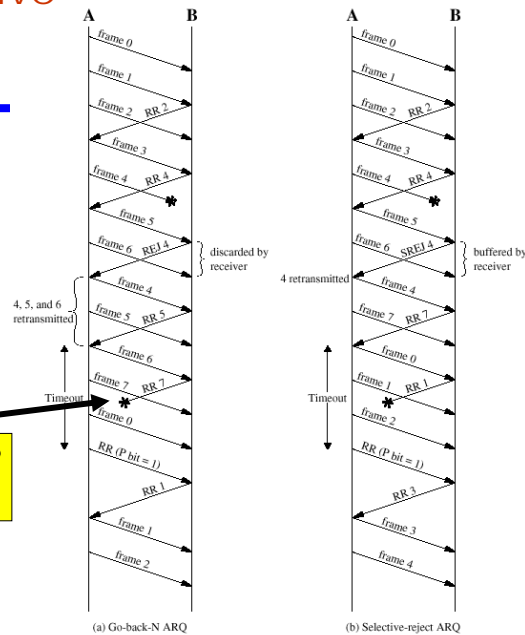 A B
frame 0
frame 1
frame 2
RR 2
frame 3
frame 4
RR 4
frame 5
frame 6
REJ 4
discarded by
receiver
frame 4
4, 5, and 6
retransmitted
frame 5
RR 5
frame 6
Timeout
frame 7
RR 7
frame 0
RR (P bit = 1)
RR 1
frame 1
frame 2
(a) Go-back-N ARQ
A B
frame 0
frame 1
frame 2
RR 2
frame 3
frame 4
RR 4
frame 5
frame 6
SREJ 4
buffered by
receiver
4 retransmitted
frame 4
frame 7
RR 7
frame 0
Timeout
frame 1
RR 1
frame 2
RR (P bit = 1)
RR 3
frame 3
frame 4
(b) Selective-reject ARQ